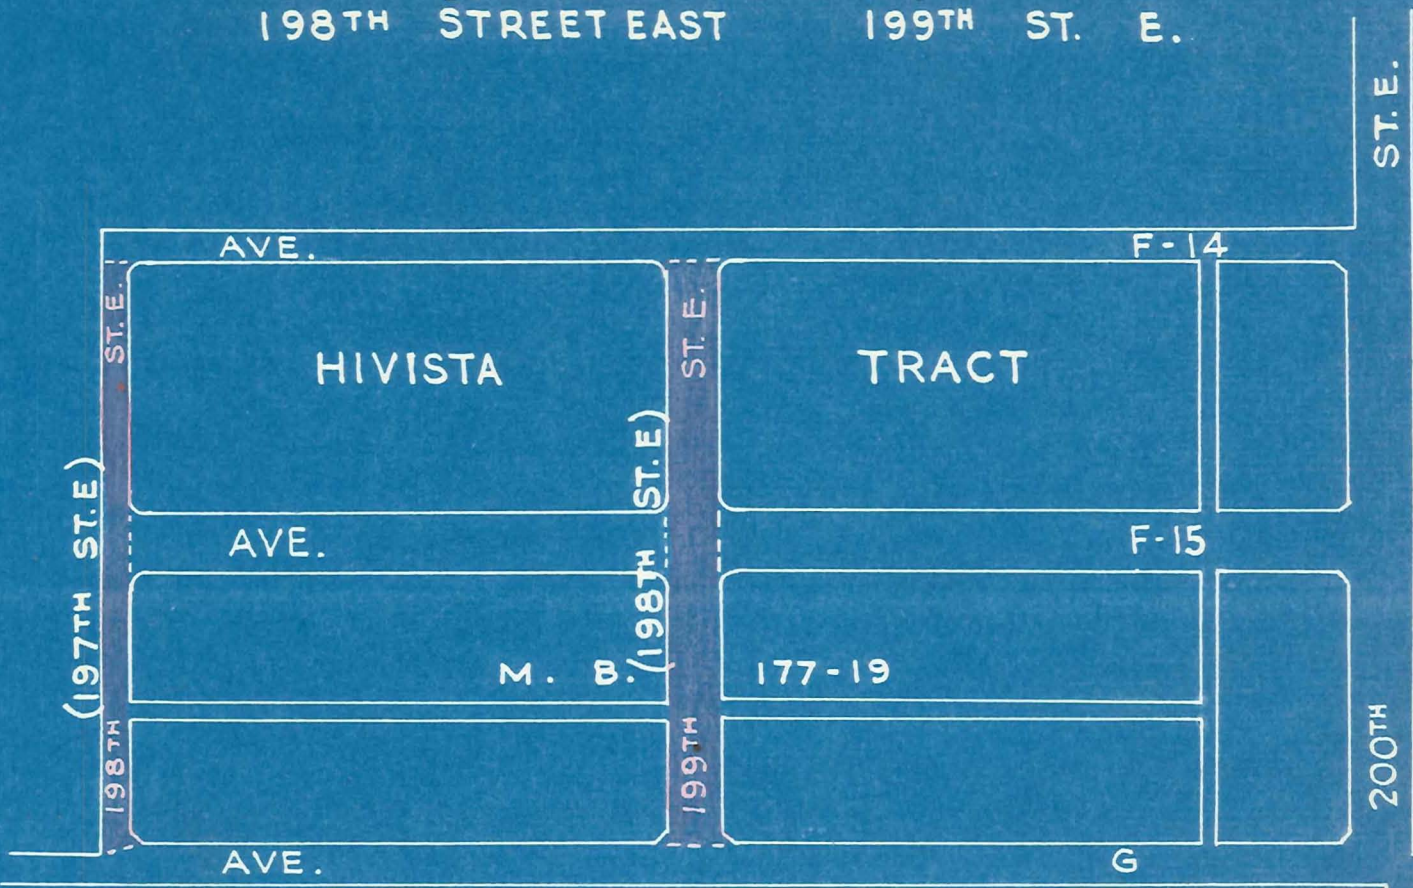 198TH STREET EAST 199TH ST. E.
ST. E.
AVE. F-14
ST. E.
ST. E.
HIVISTA TRACT
(197TH ST. E)
(198TH ST. E)
AVE. F-15
M. B. 177-19
198TH
199TH
200TH
AVE. G